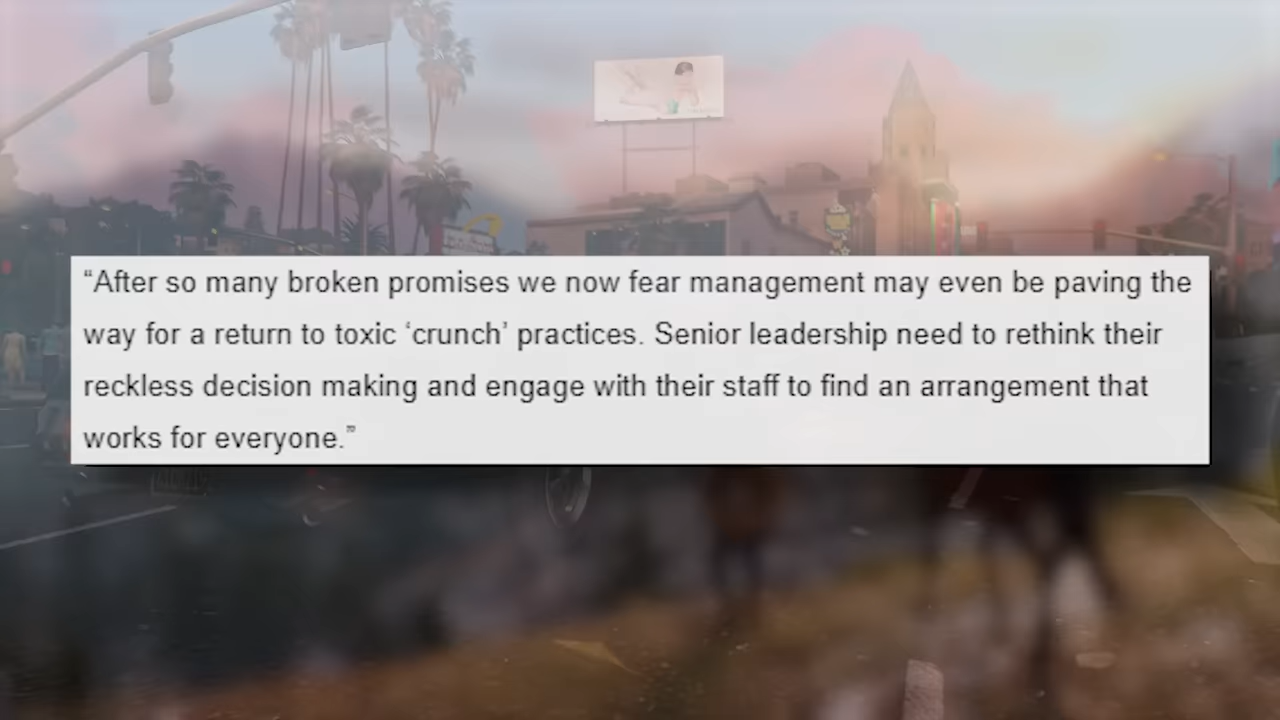 “After so many broken promises we now fear management may even be paving the
way for a return to toxic ‘crunch’ practices. Senior leadership need to rethink their
reckless decision making and engage with their staff to find an arrangement that
works for everyone.”